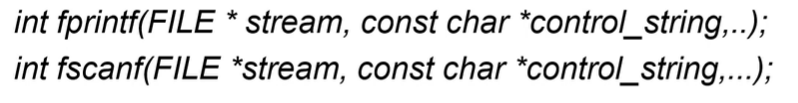 int fprintf(FILE * stream, const char *control_string,..);
int fscanf(FILE *stream, const char *control_string,...);